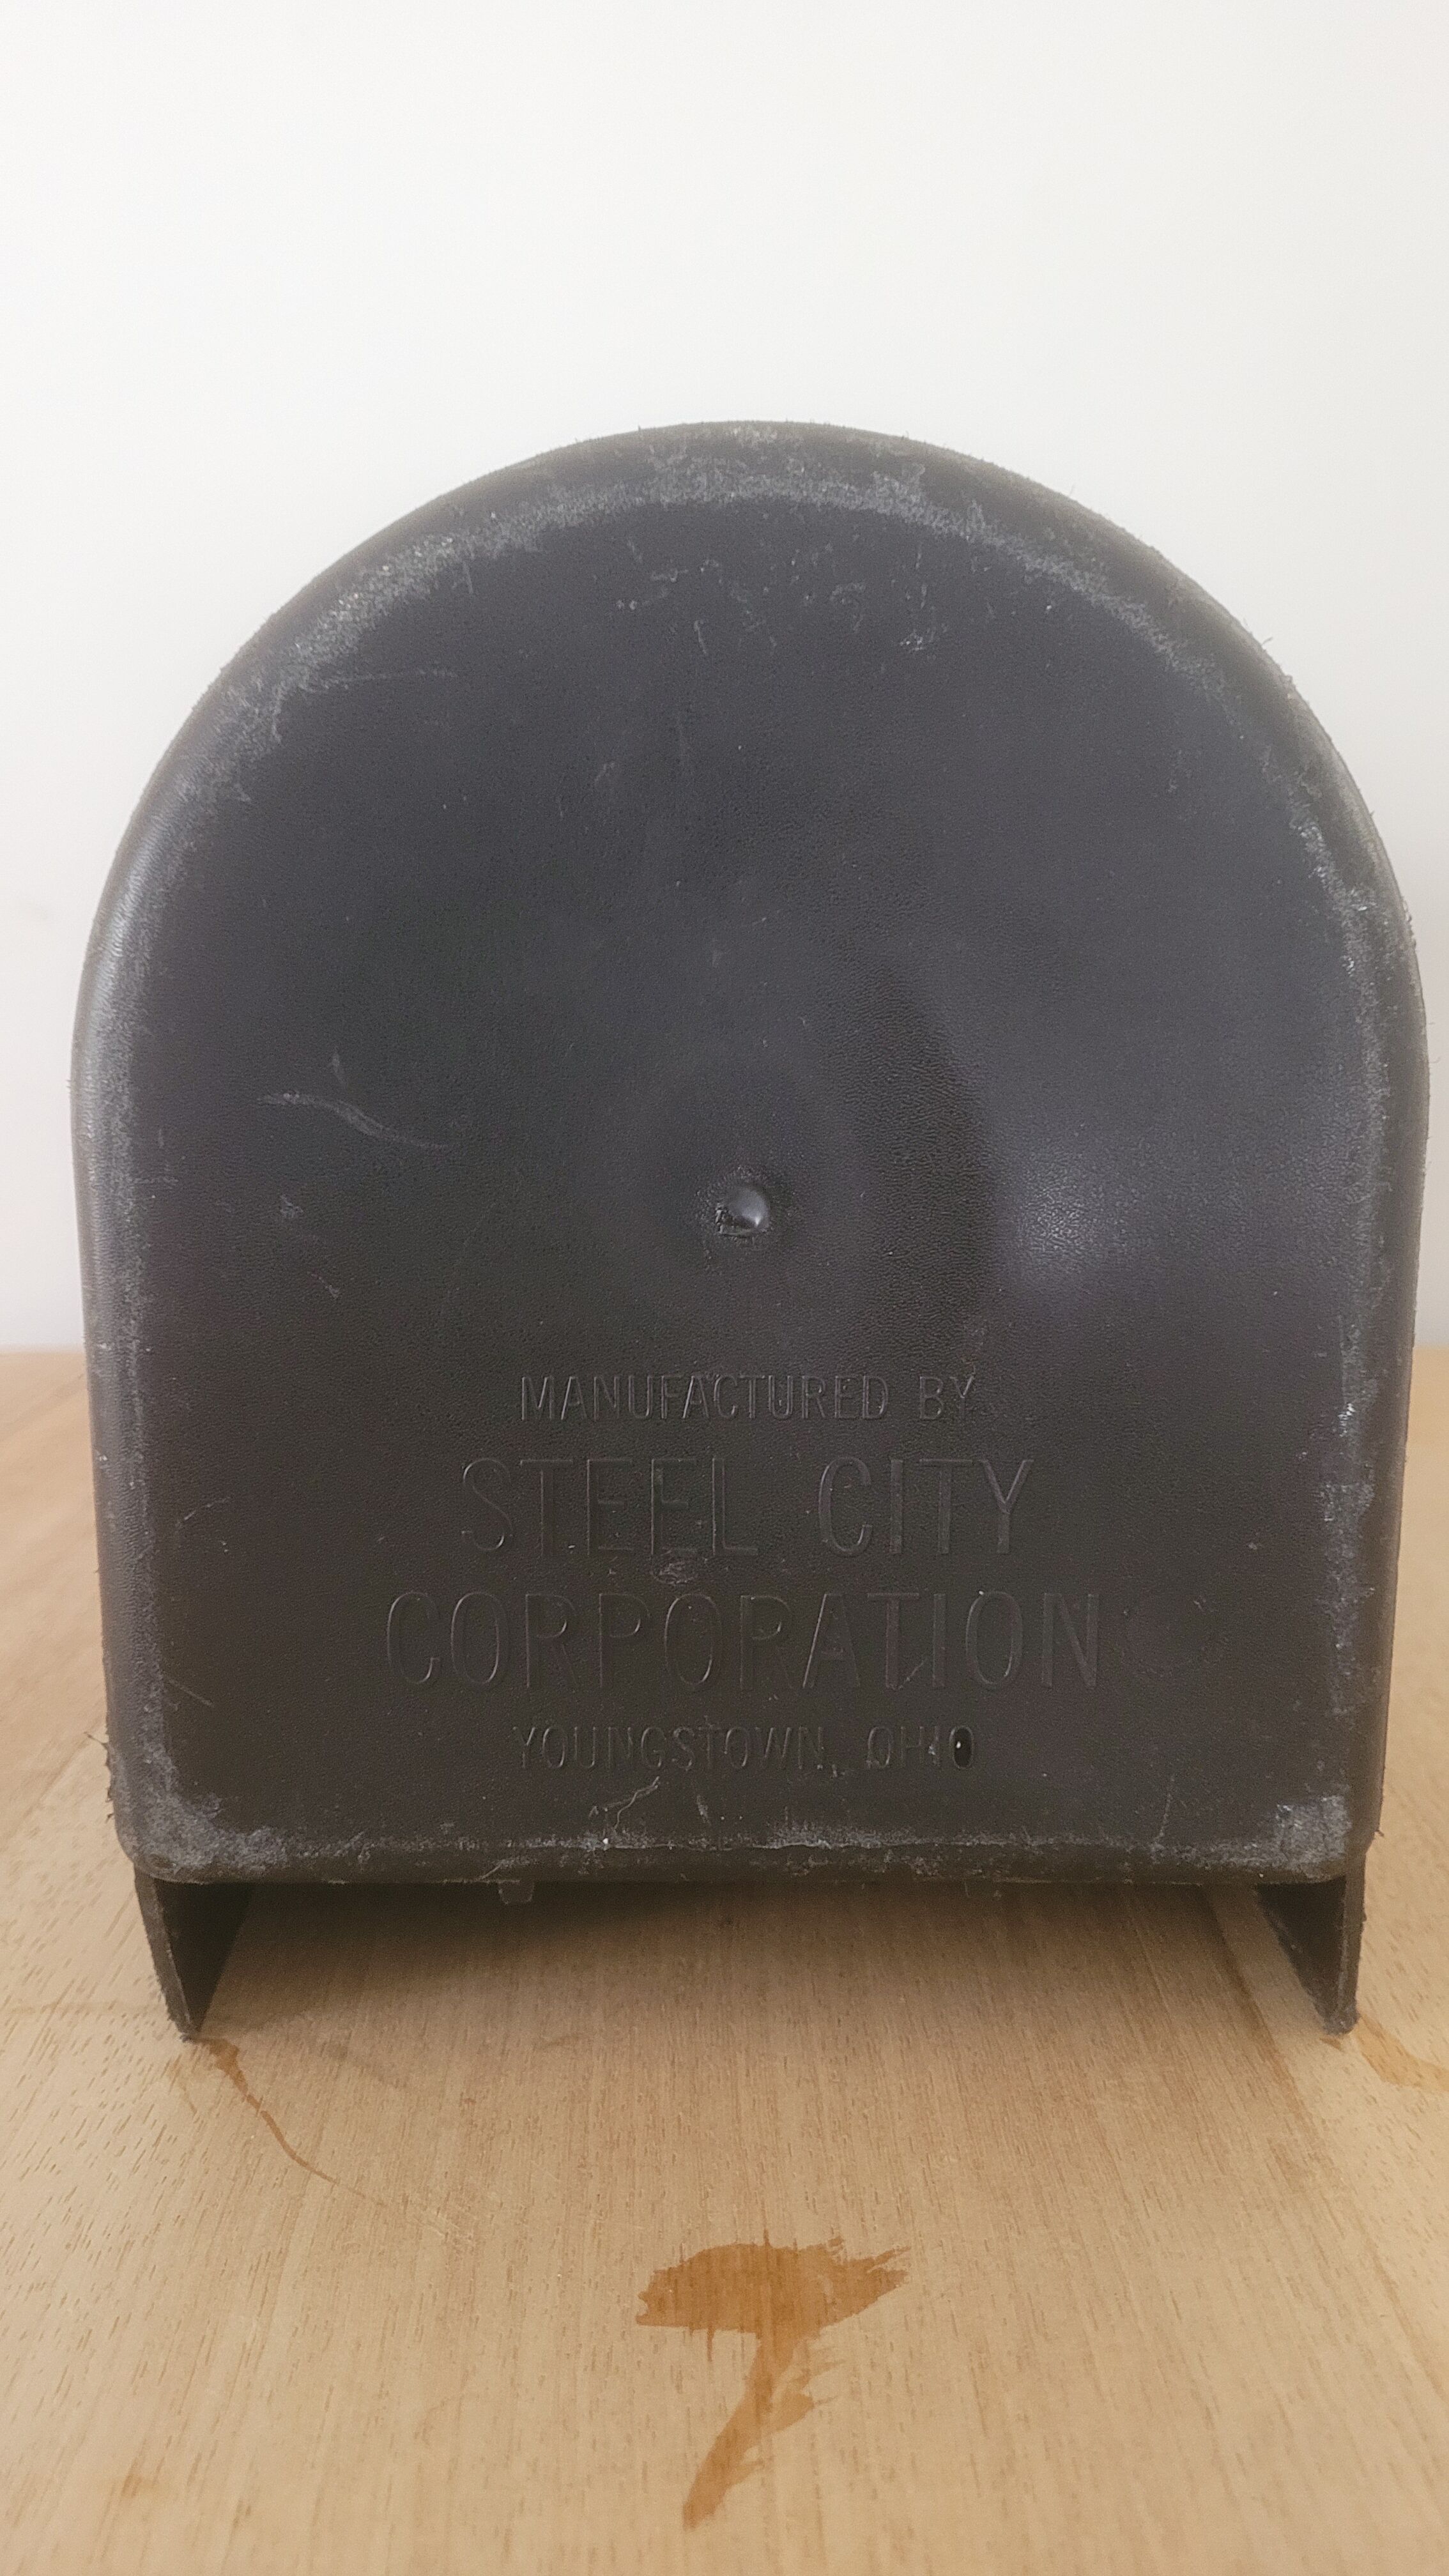 MANUFACTURED BY
STEEL CITY
CORPORATION
YOUNGSTOWN, OHIO